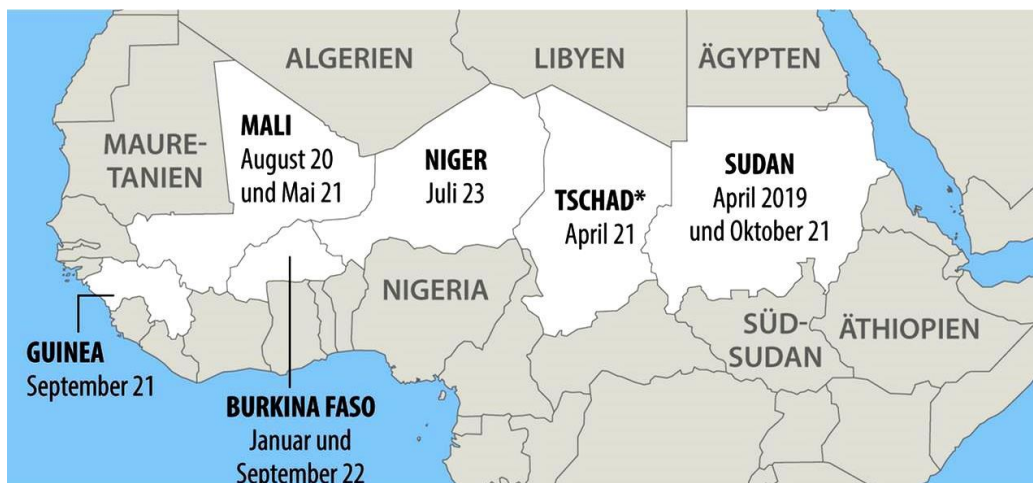 ALGERIEN
LIBYEN
ÄGYPTEN
MAURE-
TANIEN
MALI
August 20
und Mai 21
NIGER
Juli 23
TSCHAD*
April 21
SUDAN
April 2019
und Oktober 21
NIGERIA
SÜD-
SUDAN
ÄTHIOPIEN
GUINEA
September 21
BURKINA FASO
Januar und
September 22